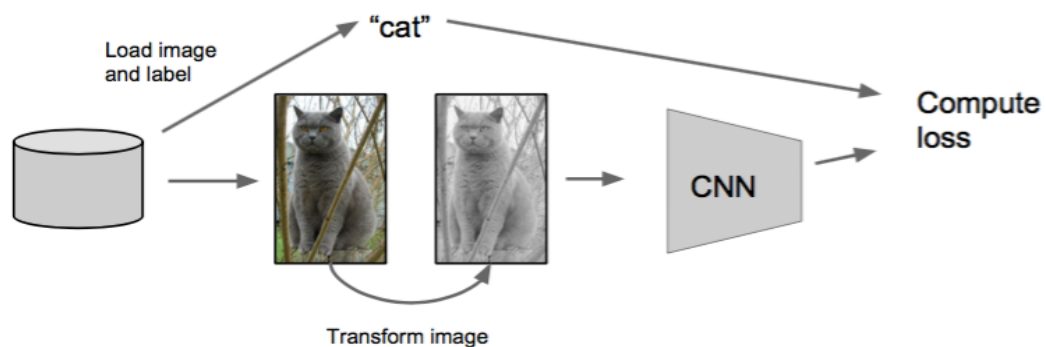 “cat”
Load image
and label
Compute
loss
CNN
Transform image